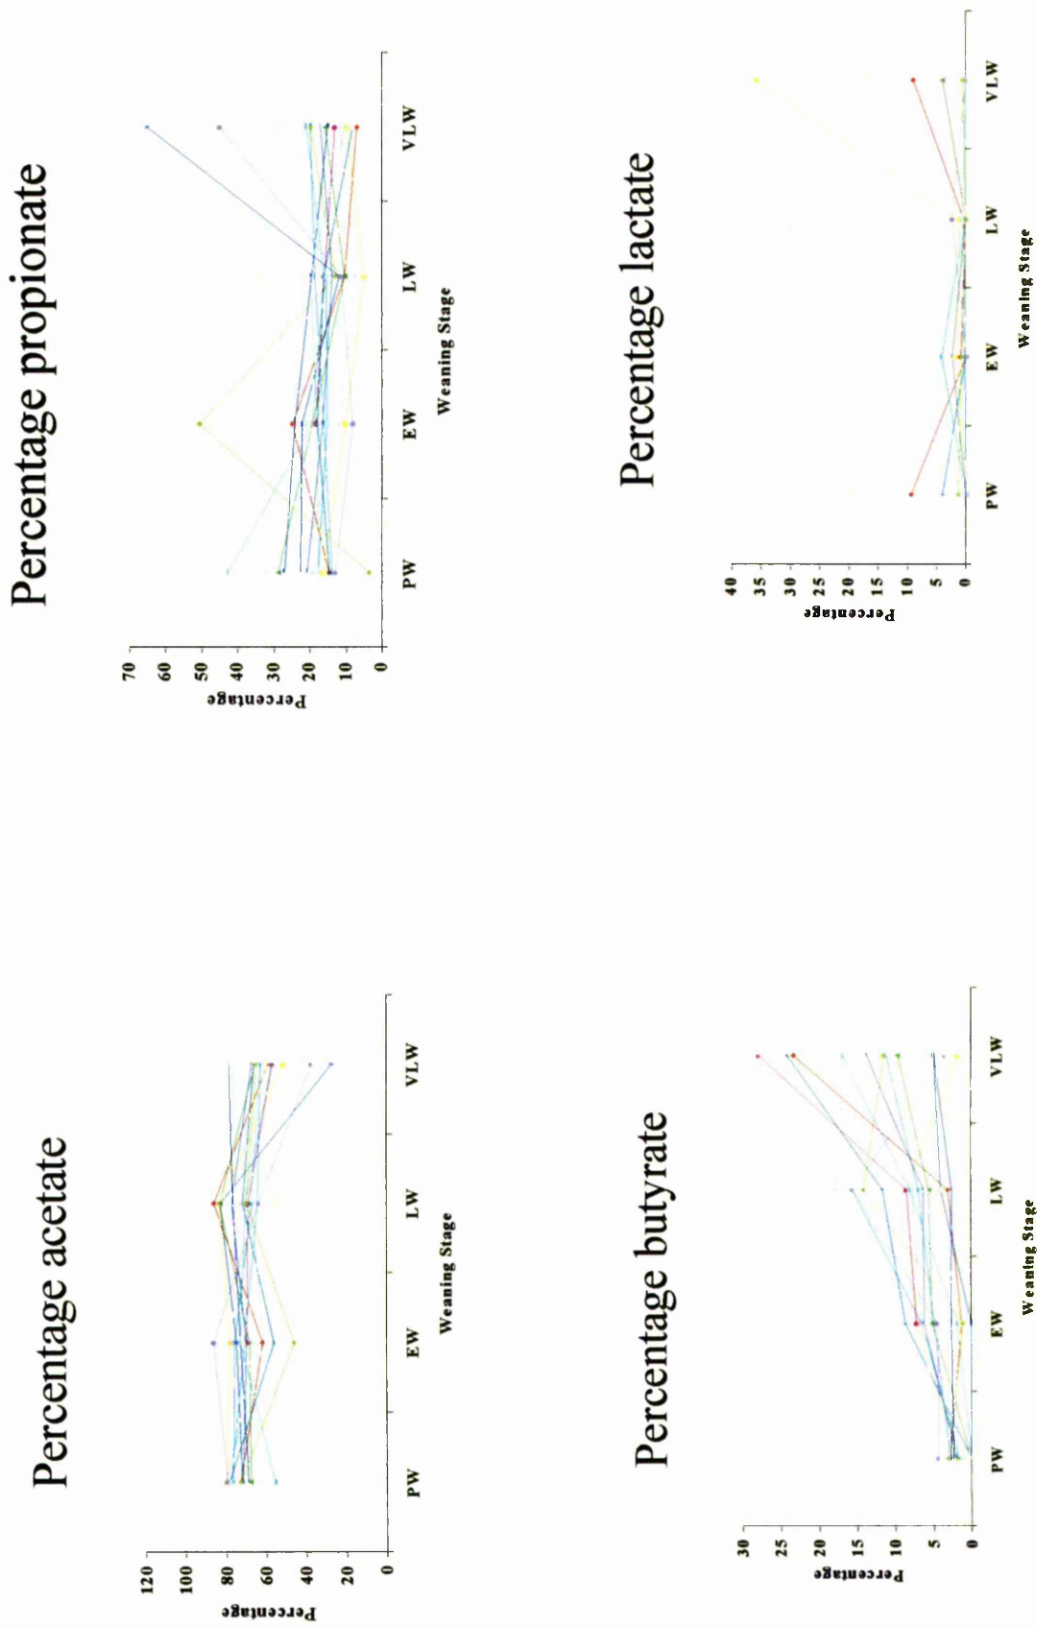 Percentage acetate
120
100
80
60
40
20
0
Percentage
PW
EW
LW
VLW
Weaning Stage
Percentage propionate
70
60
50
40
30
20
10
0
Percentage
PW
EW
LW
VLW
Weaning Stage
Percentage butyrate
30
25
20
15
10
5
0
Percentage
PW
EW
LW
VLW
Weaning Stage
Percentage lactate
40
35
30
25
20
15
10
5
0
Percentage
PW
EW
LW
VLW
Weaning Stage